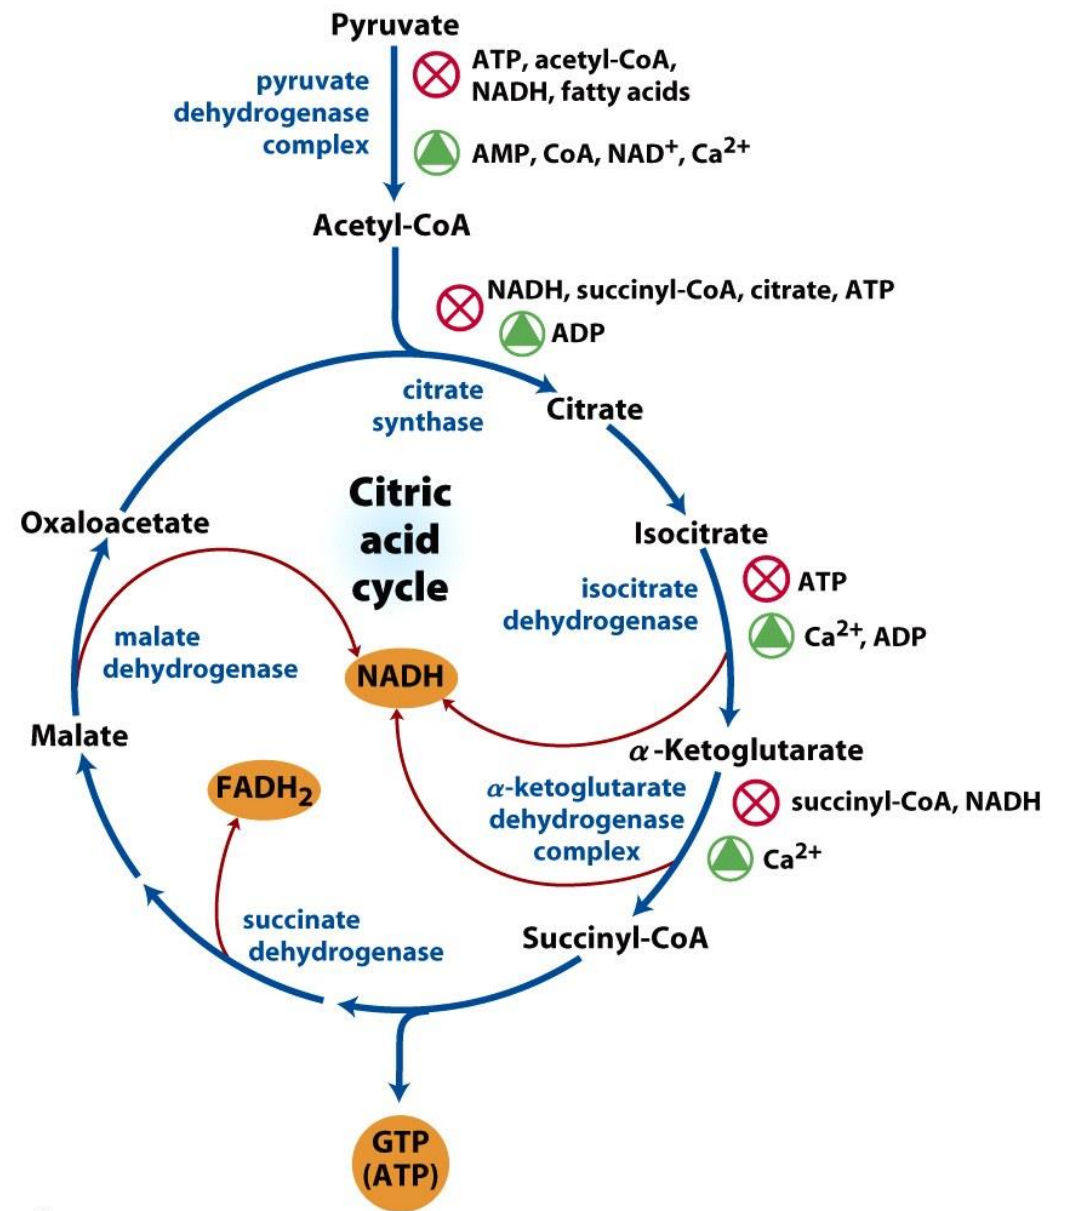 Pyruvate
pyruvate
dehydrogenase
complex
ATP, acetyl-CoA,
NADH, fatty acids
AMP, CoA, NAD⁺, Ca²⁺
Acetyl-CoA
NADH, succinyl-CoA, citrate, ATP
ADP
citrate
synthase
Citrate
Citric
acid
cycle
Oxaloacetate
Isocitrate
isocitrate
dehydrogenase
ATP
Ca²⁺, ADP
malate
dehydrogenase
NADH
Malate
α-Ketoglutarate
FADH₂
α-ketoglutarate
dehydrogenase
complex
succinyl-CoA, NADH
Ca²⁺
succinate
dehydrogenase
Succinyl-CoA
GTP
(ATP)